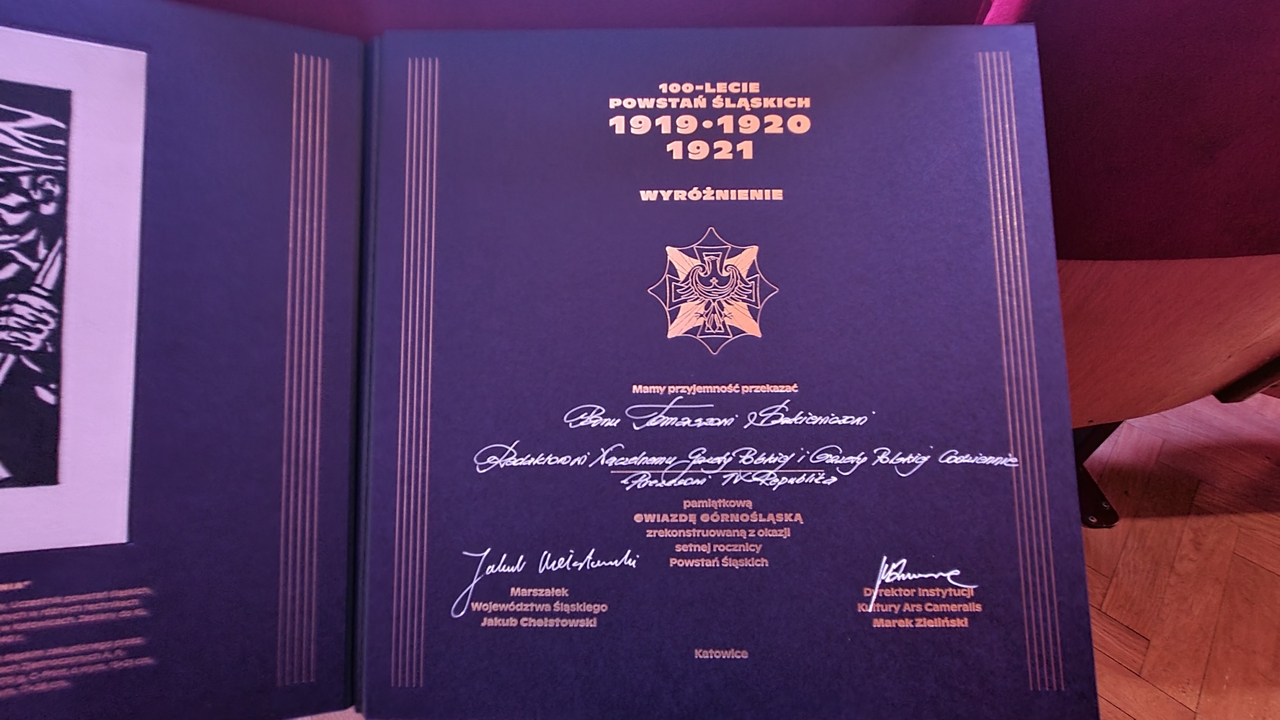 100-LECIE
POWSTAŃ ŚLĄSKICH
1919•1920
1921
WYRÓŻNIENIE
Mamy przyjemność przekazać
Panu Tomaszowi Sakiewiczowi
Redaktorowi Naczelnemu Gazety Polskiej i Gazety Polskiej Codziennie
Prezesowi TV Republika
pamiątkową
GWIAZDĘ GÓRNOŚLĄSKĄ
zrekonstruowaną z okazji
setnej rocznicy
Powstań Śląskich
Jakub Chełstowski
Marszałek
Województwa Śląskiego
Jakub Chełstowski
Dyrektor Instytucji
Kultury Ars Cameralis
Marek Zieliński
Katowice